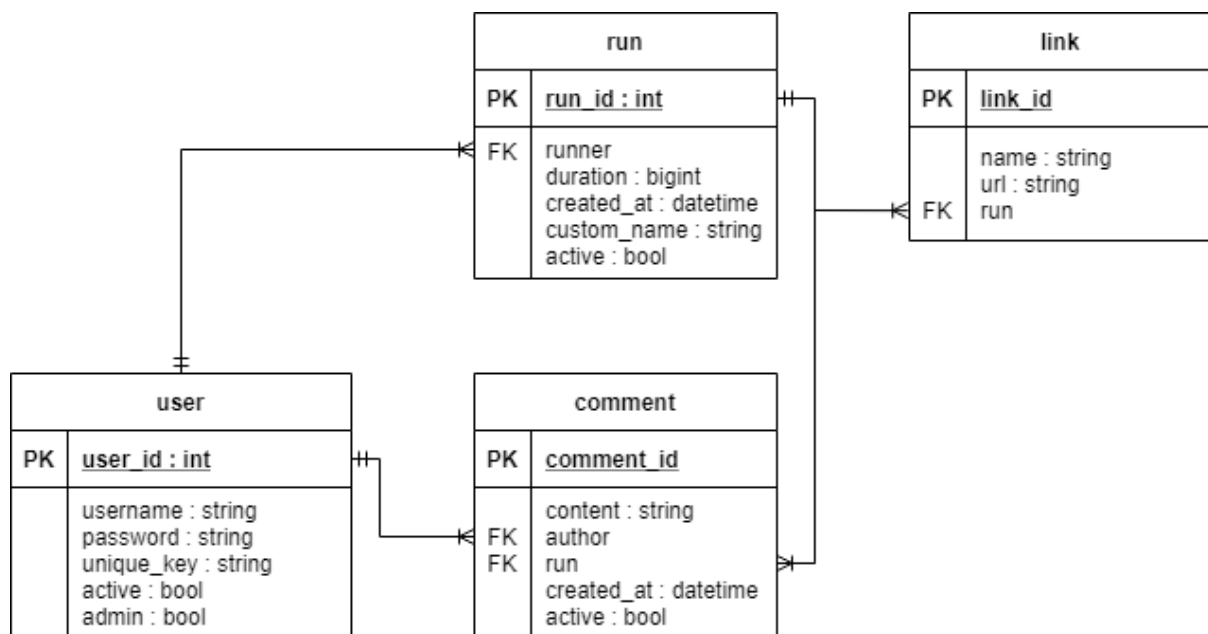 run
PK run_id : int
FK runner
duration : bigint
created_at : datetime
custom_name : string
active : bool
link
PK link_id
name : string
url : string
FK run
user
PK user_id : int
username : string
password : string
unique_key : string
active : bool
admin : bool
comment
PK comment_id
content : string
FK author
FK run
created_at : datetime
active : bool